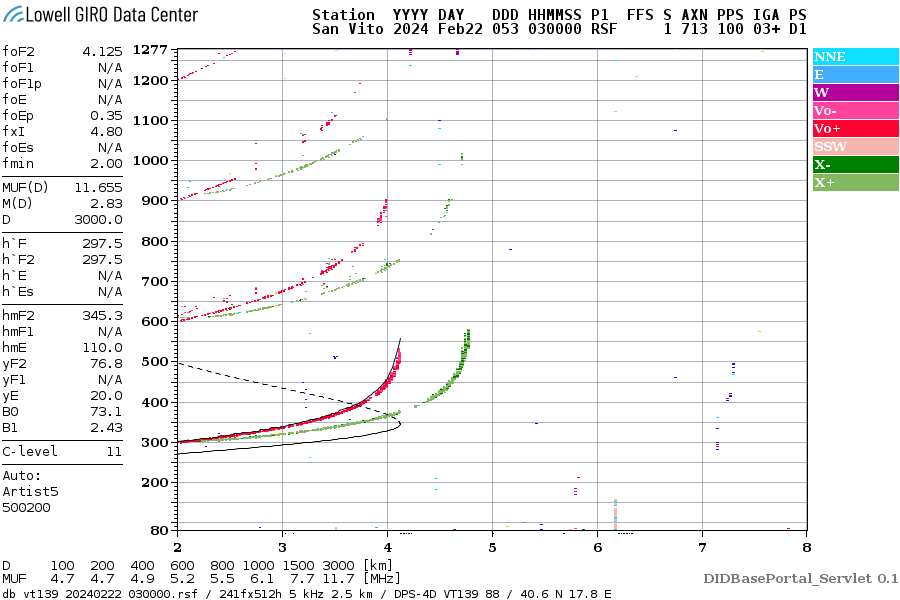 Lowell GIRO Data Center
Station YYYY DAY DDD HHMMSS P1 FFS S AXN PPS IGA PS
San Vito 2024 Feb22 053 030000 RSF 1 713 100 03+ D1
foF2 4.125
foF1 N/A
foF1p N/A
foE N/A
foEp 0.35
fxI 4.80
foEs N/A
fmin 2.00
MUF(D) 11.655
M(D) 2.83
D 3000.0
h`F 297.5
h`F2 297.5
h`E N/A
h`Es N/A
hmF2 345.3
hmF1 N/A
hmE 110.0
yF2 76.8
yF1 N/A
yE 20.0
B0 73.1
B1 2.43
C-level 11
Auto:
Artist5
500200
1277
1200
1100
1000
900
800
700
600
500
400
300
200
80
2 3 4 5 6 7 8
NNE
E
W
Vo-
Vo+
SSW
X-
X+
D 100 200 400 600 800 1000 1500 3000 [km]
MUF 4.7 4.7 4.9 5.2 5.5 6.1 7.7 11.7 [MHz]
db vt139 20240222 030000.rsf / 241fx512h 5 kHz 2.5 km / DPS-4D VT139 88 / 40.6 N 17.8 E
DIDBasePortal_Servlet 0.1